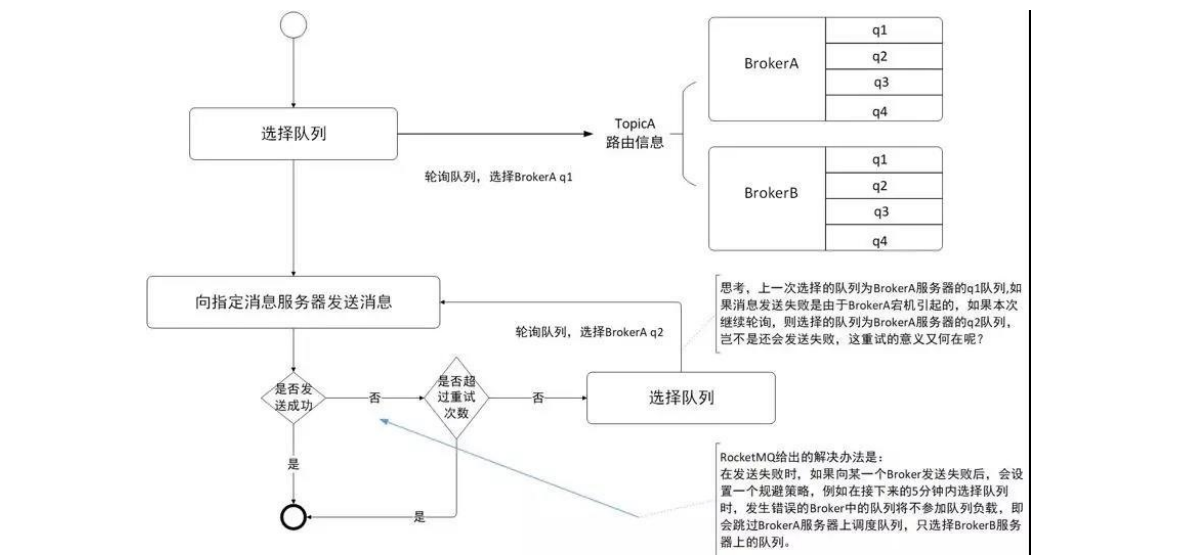 选择队列
轮询队列，选择BrokerA q1
TopicA
路由信息
BrokerA
q1
q2
q3
q4
BrokerB
q1
q2
q3
q4
向指定消息服务器发送消息
轮询队列，选择BrokerA q2
思考，上一次选择的队列为BrokerA服务器的q1队列,如
果消息发送失败是由于BrokerA宕机引起的，如果本次
继续轮询，则选择的队列为BrokerA服务器的q2队列，
岂不是还会发送失败，这重试的意义又何在呢？
是否发
送成功
否
是否超
过重试
次数
否
选择队列
是
是
RocketMQ给出的解决办法是：
在发送失败时，如果向某一个Broker发送失败后，会设
置一个规避策略，例如在接下来的5分钟内选择队列
时，发生错误的Broker中的队列将不参加队列负载，即
会跳过BrokerA服务器上调度队列，只选择BrokerB服务
器上的队列。